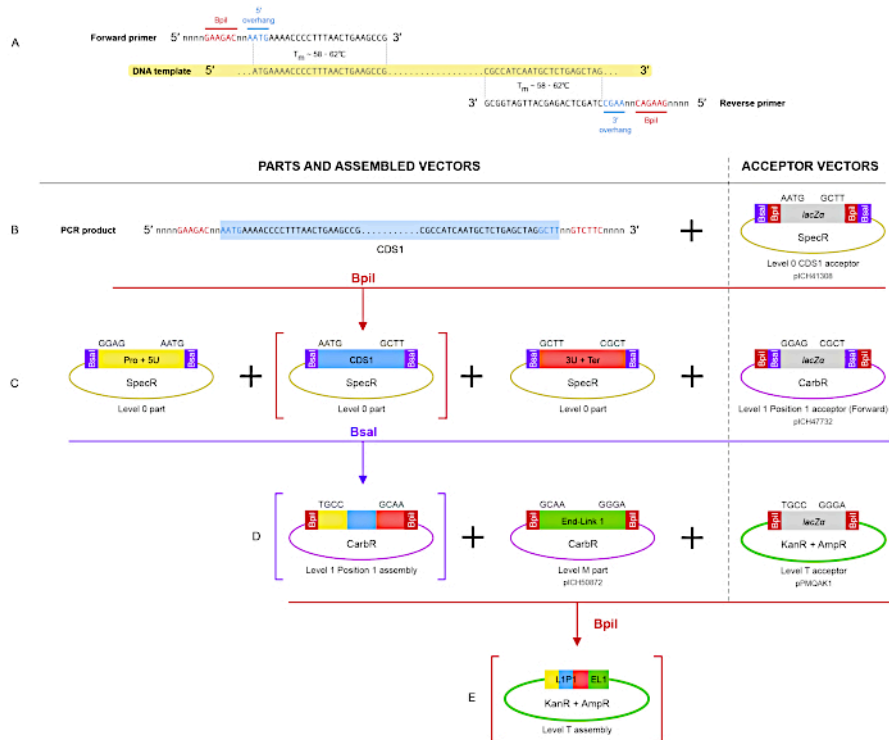 A
BpiI
5'
overhang
Forward primer 5' nnnnGAAGACnnAATGAAAACCCCTTTAACTGAAGCCG 3'
Tm ~ 58 - 62℃
DNA template 5' ...ATGAAAACCCCTTTAACTGAAGCCG..................CGCCATCAATGCTCTGAGCTAG... 3'
Tm ~ 58 - 62℃
3' GCGGTAGTTACGAGACTCGATCCGAAnnCAGAAGnnnn 5' Reverse primer
3'
overhang
BpiI
PARTS AND ASSEMBLED VECTORS
ACCEPTOR VECTORS
B
PCR product 5' nnnnGAAGACnnAATGAAAACCCCTTTAACTGAAGCCG..................CGCCATCAATGCTCTGAGCTAGGCTTnnGTCTTCnnnn 3'
CDS1
+
AATG GCTT
BsaI BpiI lacZα BpiI BsaI
SpecR
Level 0 CDS1 acceptor
pICH41308
BpiI
C
GGAG AATG
BsaI Pro + 5U BsaI
SpecR
Level 0 part
+
AATG GCTT
BsaI CDS1 BsaI
SpecR
Level 0 part
+
GCTT CGCT
3U + Ter BsaI
SpecR
Level 0 part
+
GGAG CGCT
BpiI BsaI lacZα BsaI BpiI
CarbR
Level 1 Position 1 acceptor (Forward)
pICH47732
BsaI
D
TGCC GCAA
BpiI BpiI
CarbR
Level 1 Position 1 assembly
+
GCAA GGGA
BpiI End-Link 1 BpiI
CarbR
Level M part
pICH50872
+
TGCC GGGA
BpiI lacZα BpiI
KanR + AmpR
Level T acceptor
pPMQAK1
BpiI
E
L1P1 EL1
KanR + AmpR
Level T assembly